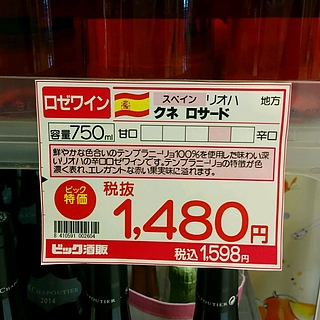 ロゼワイン
スペイン リオハ 地方
クネ ロサード
容量750ml 甘口 辛口
鮮やかな色合いのテンプラニーリョ100%を使用した味わい深
いリオハの辛口ロゼワインです。テンプラニーリョの特徴が色
濃く表れ、エレガントな赤い果実味に溢れます。
ビック
特価
税抜
1,480円
8 410591 002604
ビック酒販
税込1,598円
CHAPOUTIER
2014
CHAPOUTIER